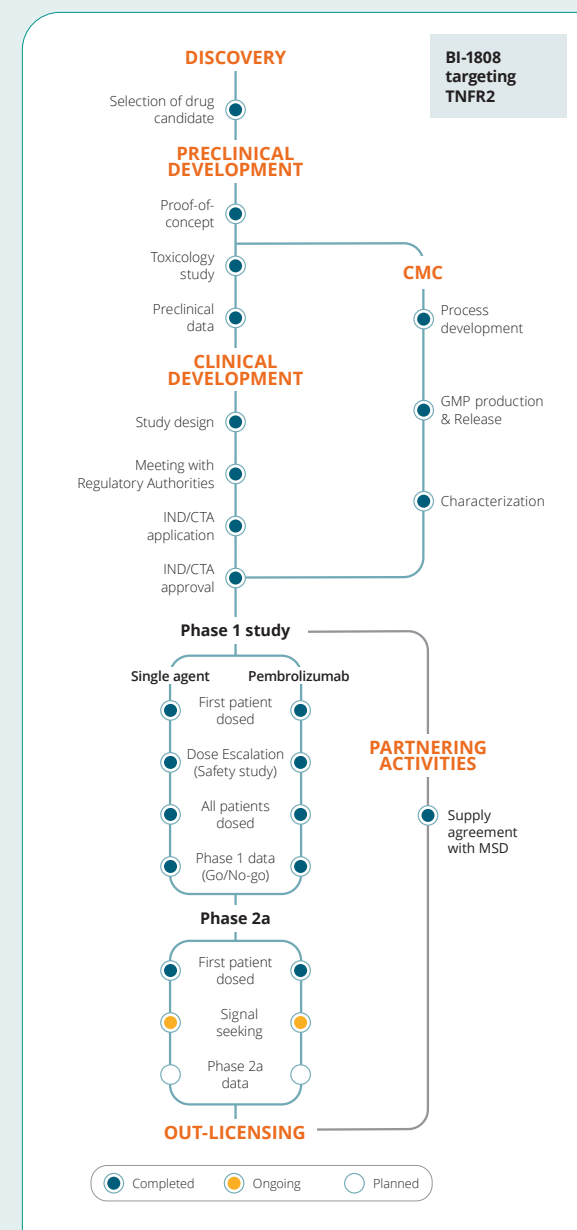 BI-1808
targeting
TNFR2
DISCOVERY
Selection of drug
candidate
PRECLINICAL
DEVELOPMENT
Proof-of-
concept
Toxicology
study
Preclinical
data
CMC
Process
development
GMP production
& Release
Characterization
CLINICAL
DEVELOPMENT
Study design
Meeting with
Regulatory Authorities
IND/CTA
application
IND/CTA
approval
Phase 1 study
Single agent
Pembrolizumab
First patient
dosed
Dose Escalation
(Safety study)
All patients
dosed
Phase 1 data
(Go/No-go)
PARTNERING
ACTIVITIES
Supply
agreement
with MSD
Phase 2a
First patient
dosed
Signal
seeking
Phase 2a
data
OUT-LICENSING
Completed
Ongoing
Planned